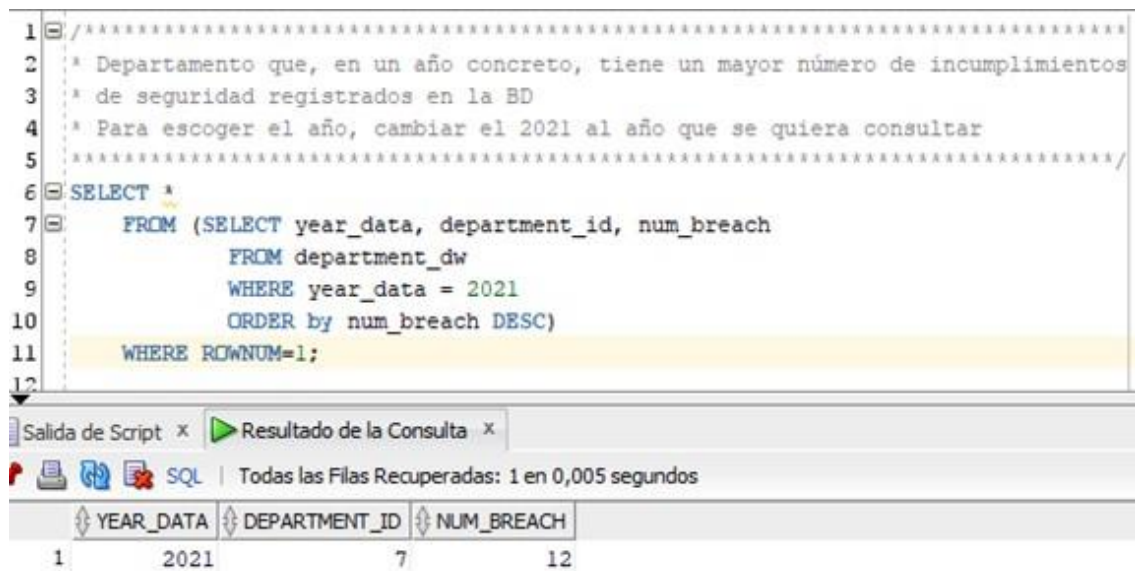 1 /*******************************************************************************
2 * Departamento que, en un año concreto, tiene un mayor número de incumplimientos
3 * de seguridad registrados en la BD
4 * Para escoger el año, cambiar el 2021 al año que se quiera consultar
5 *******************************************************************************/
6 SELECT *
7 FROM (SELECT year_data, department_id, num_breach
8 FROM department_dw
9 WHERE year_data = 2021
10 ORDER by num_breach DESC)
11 WHERE ROWNUM=1;
12
Salida de Script x Resultado de la Consulta x
SQL | Todas las Filas Recuperadas: 1 en 0,005 segundos
YEAR_DATA DEPARTMENT_ID NUM_BREACH
1 2021 7 12